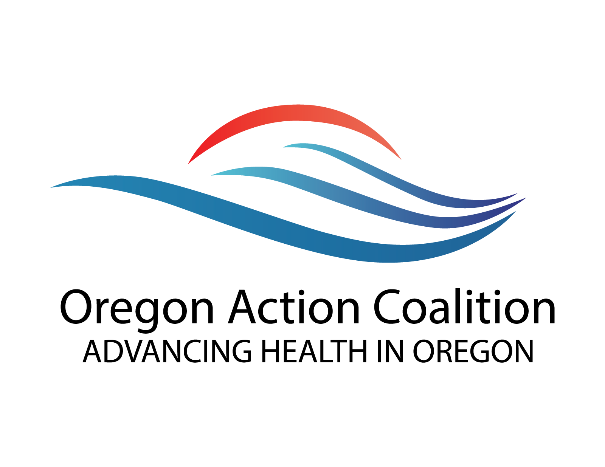 Oregon Action Coalition
ADVANCING HEALTH IN OREGON